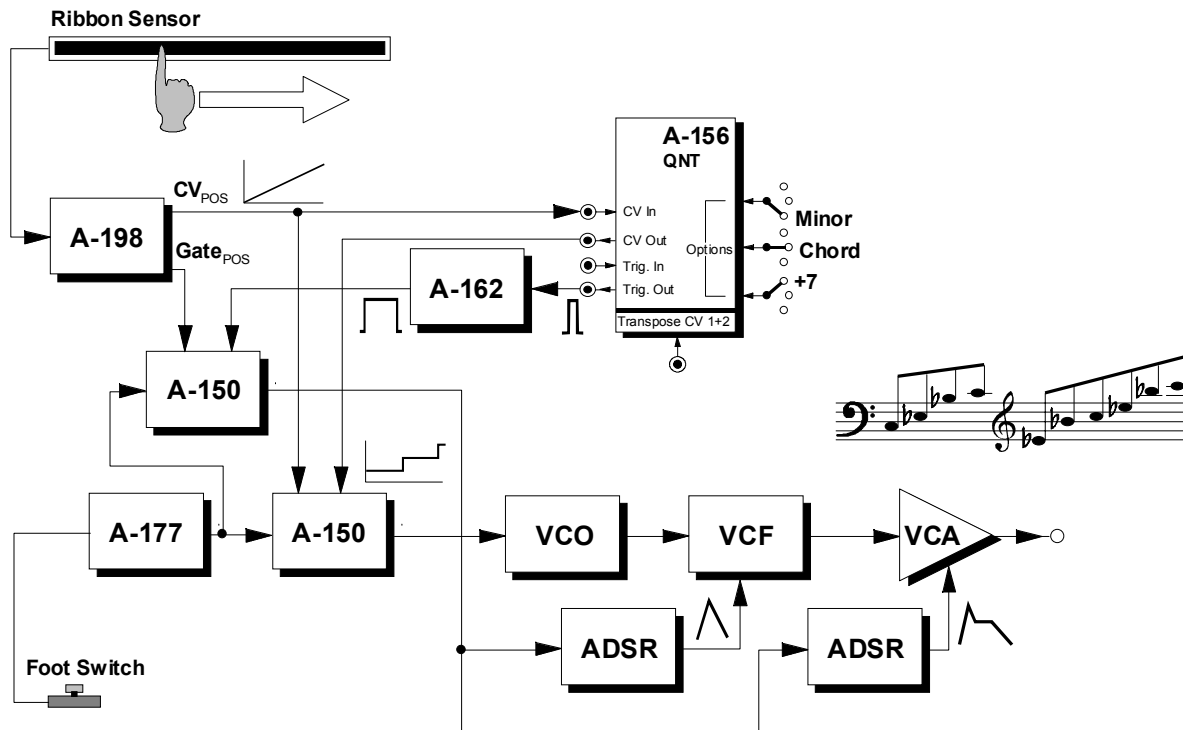 Ribbon Sensor
A-156
QNT
CV In
CV Out
Trig. In
Trig. Out
Options
Transpose CV 1+2
Minor
Chord
+7
CVPOS
A-198
GatePOS
A-162
A-150
A-177
A-150
VCO
VCF
VCA
ADSR
ADSR
Foot Switch